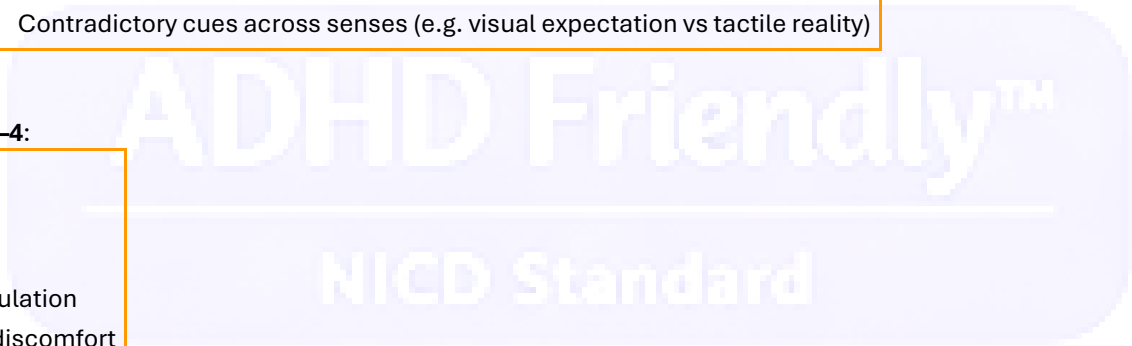 Contradictory cues across senses (e.g. visual expectation vs tactile reality)
ADHD Friendly™
–4:
NICD Standard
ulation
discomfort